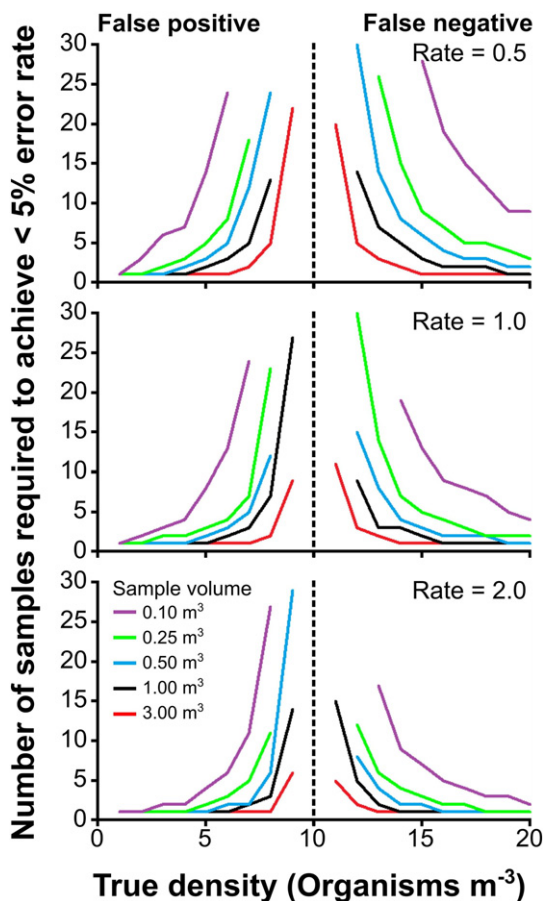 False positive
False negative
Rate = 0.5
30
25
20
15
10
5
0
Rate = 1.0
30
25
20
15
10
5
0
Rate = 2.0
30
25
20
15
10
5
0
Sample volume
0.10 m³
0.25 m³
0.50 m³
1.00 m³
3.00 m³
0 5 10 15 20
Number of samples required to achieve < 5% error rate
True density (Organisms m⁻³)